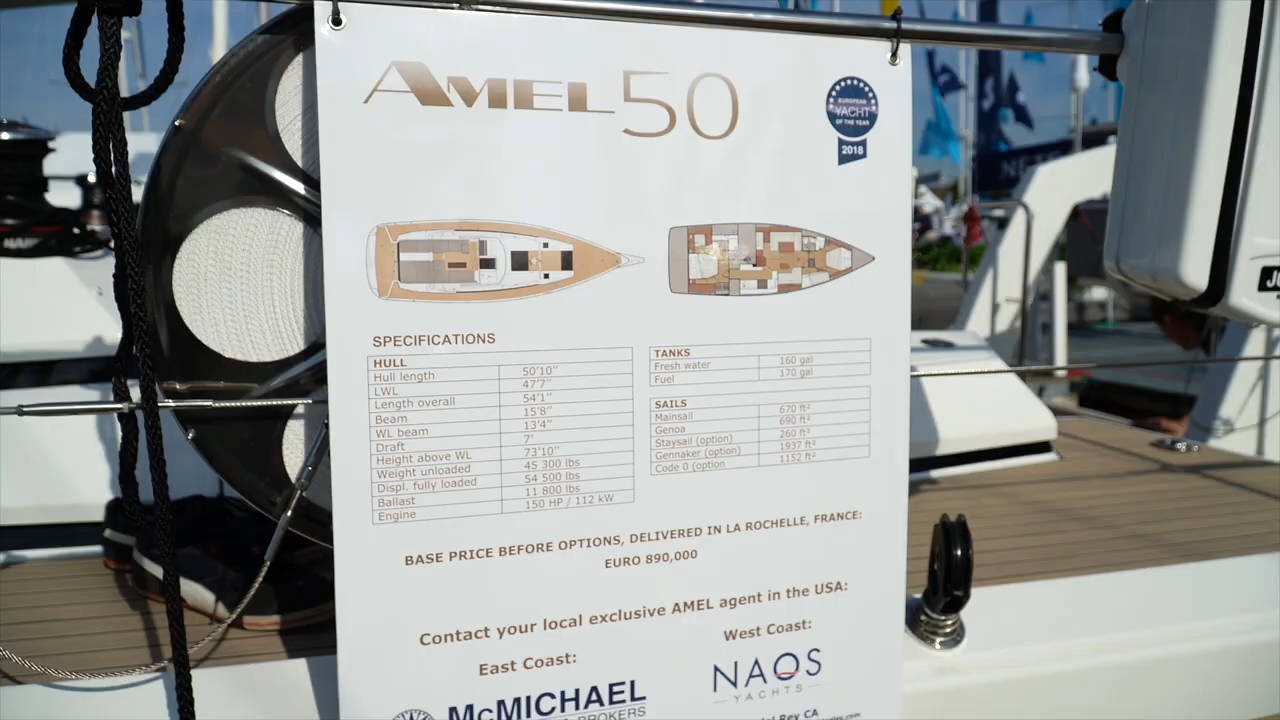 AMEL 50
EUROPEAN
YACHT
OF THE YEAR
2018
SPECIFICATIONS
HULL
Hull length 50'10''
LWL 47'7''
Length overall 54'1''
Beam 15'8''
WL beam 13'4''
Draft 7'
Height above WL 73'10''
Weight unloaded 45 300 lbs
Displ. fully loaded 54 500 lbs
Ballast 11 800 lbs
Engine 150 HP / 112 kW
TANKS
Fresh water 160 gal
Fuel 170 gal
SAILS
Mainsail 670 ft²
Genoa 690 ft²
Staysail (option) 260 ft²
Gennaker (option) 1937 ft²
Code 0 (option 1152 ft²
BASE PRICE BEFORE OPTIONS, DELIVERED IN LA ROCHELLE, FRANCE:
EURO 890,000
Contact your local exclusive AMEL agent in the USA:
East Coast:
McMICHAEL
BROKERS
West Coast:
NAOS
YACHTS
Rey CA